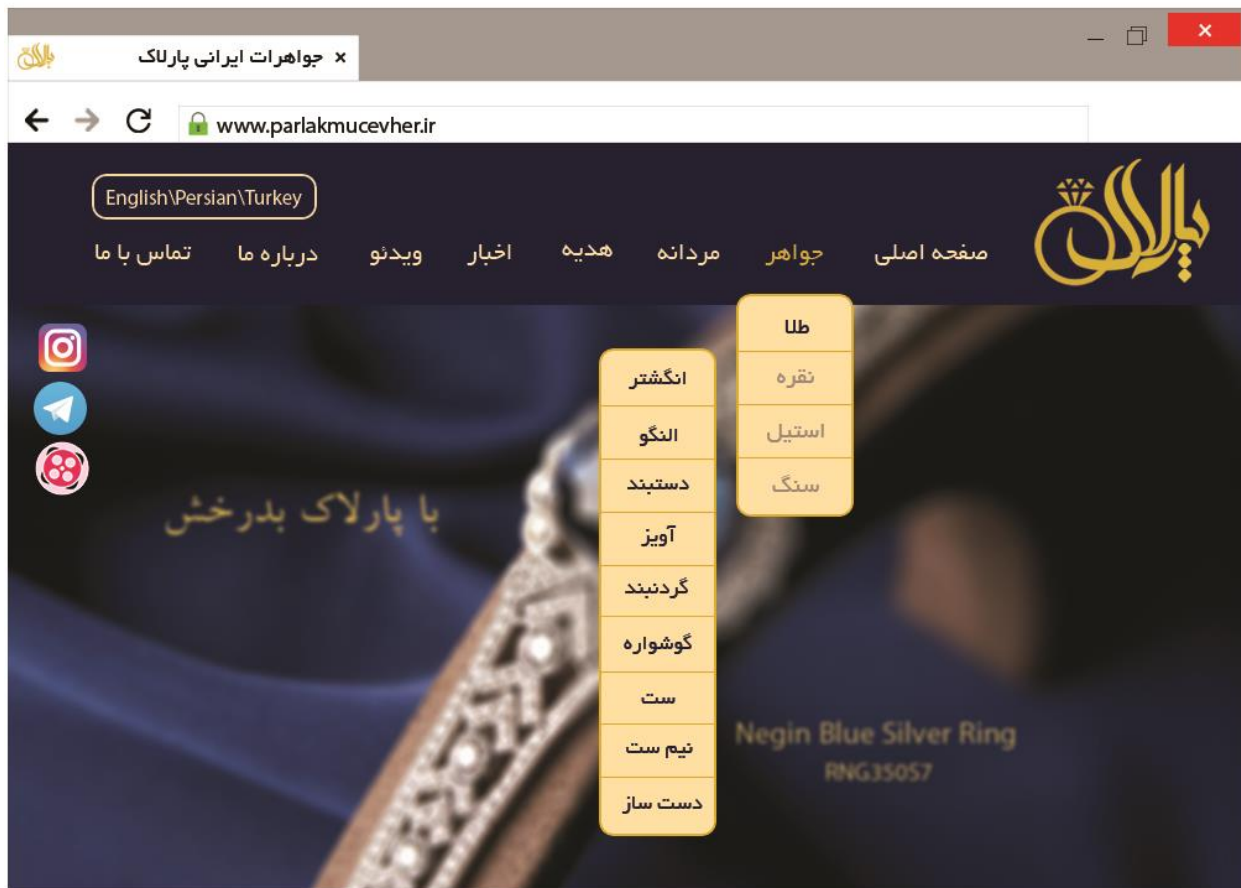 جواهرات ایرانی پارلاک
پارلاک
www.parlakmucevher.ir
پارلاک
English\Persian\Turkey
صفحه اصلی
جواهر
مردانه
هدیه
اخبار
ویدئو
درباره ما
تماس با ما
طلا
نقره
استیل
سنگ
انگشتر
النگو
دستبند
آویز
گردنبند
گوشواره
ست
نیم ست
دست ساز
با پارلاک بدرخش
Negin Blue Silver Ring
RNG35057